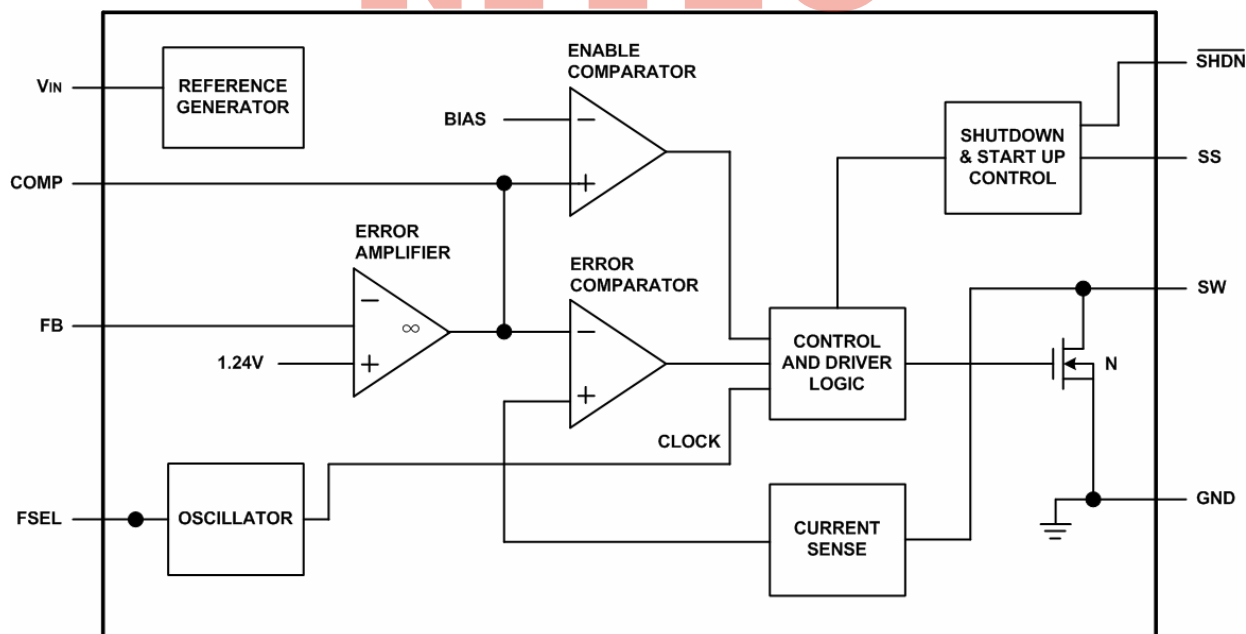 ENABLE
COMPARATOR
SHDN
VIN
REFERENCE
GENERATOR
BIAS
−
SHUTDOWN
& START UP
CONTROL
SS
COMP
+
ERROR
AMPLIFIER
ERROR
COMPARATOR
SW
−
FB
∞
−
1.24V
+
CONTROL
AND DRIVER
LOGIC
N
+
CLOCK
FSEL
OSCILLATOR
CURRENT
SENSE
GND